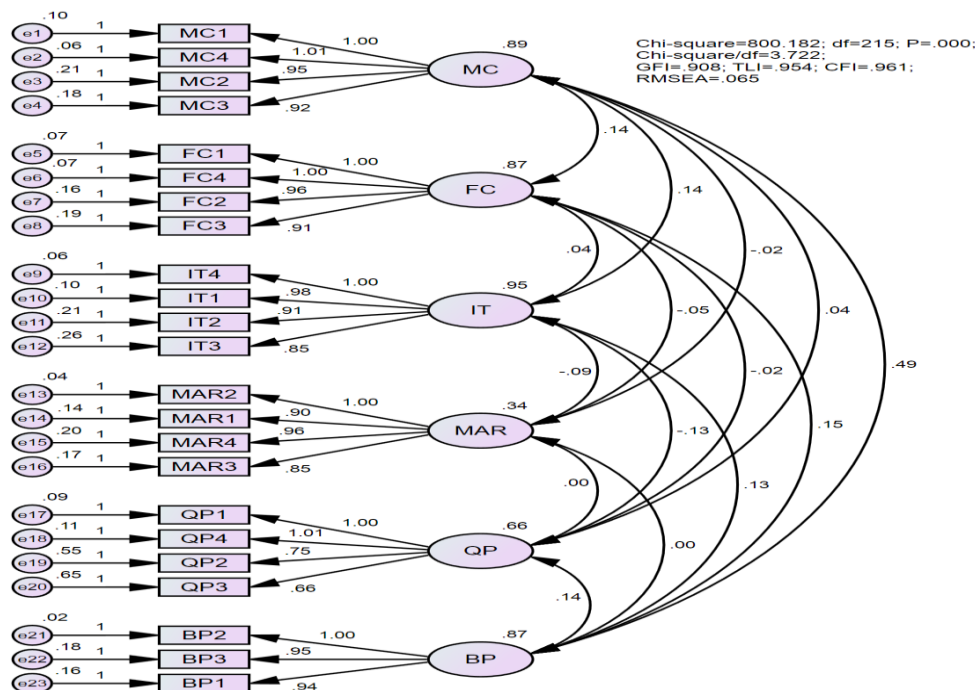 Chi-square=800.182; df=215; P=.000;
Chi-square/df=3.722;
GFI=.908; TLI=.954; CFI=.961;
RMSEA=.065
.10
e1 1 MC1 1.00
.06
e2 1 MC4 1.01
.21
e3 1 MC2 .95
.18
e4 1 MC3 .92
.89
MC
.14
.07
e5 1 FC1 1.00
.07
e6 1 FC4 1.00
.16
e7 1 FC2 .96
.19
e8 1 FC3 .91
.87
FC
.14
.04
-.02
.06
e9 1 IT4 1.00
.10
e10 1 IT1 .98
.21
e11 1 IT2 .91
.26
e12 1 IT3 .85
.95
IT
-.05
.04
-.09
-.02
.49
.04
e13 1 MAR2 1.00
.14
e14 1 MAR1 .90
.20
e15 1 MAR4 .96
.17
e16 1 MAR3 .85
.34
MAR
-.13
.15
.00
.13
.09
e17 1 QP1 1.00
.11
e18 1 QP4 1.01
.55
e19 1 QP2 .75
.65
e20 1 QP3 .66
.66
QP
.00
.14
.02
e21 1 BP2 1.00
.18
e22 1 BP3 .95
.16
e23 1 BP1 .94
.87
BP